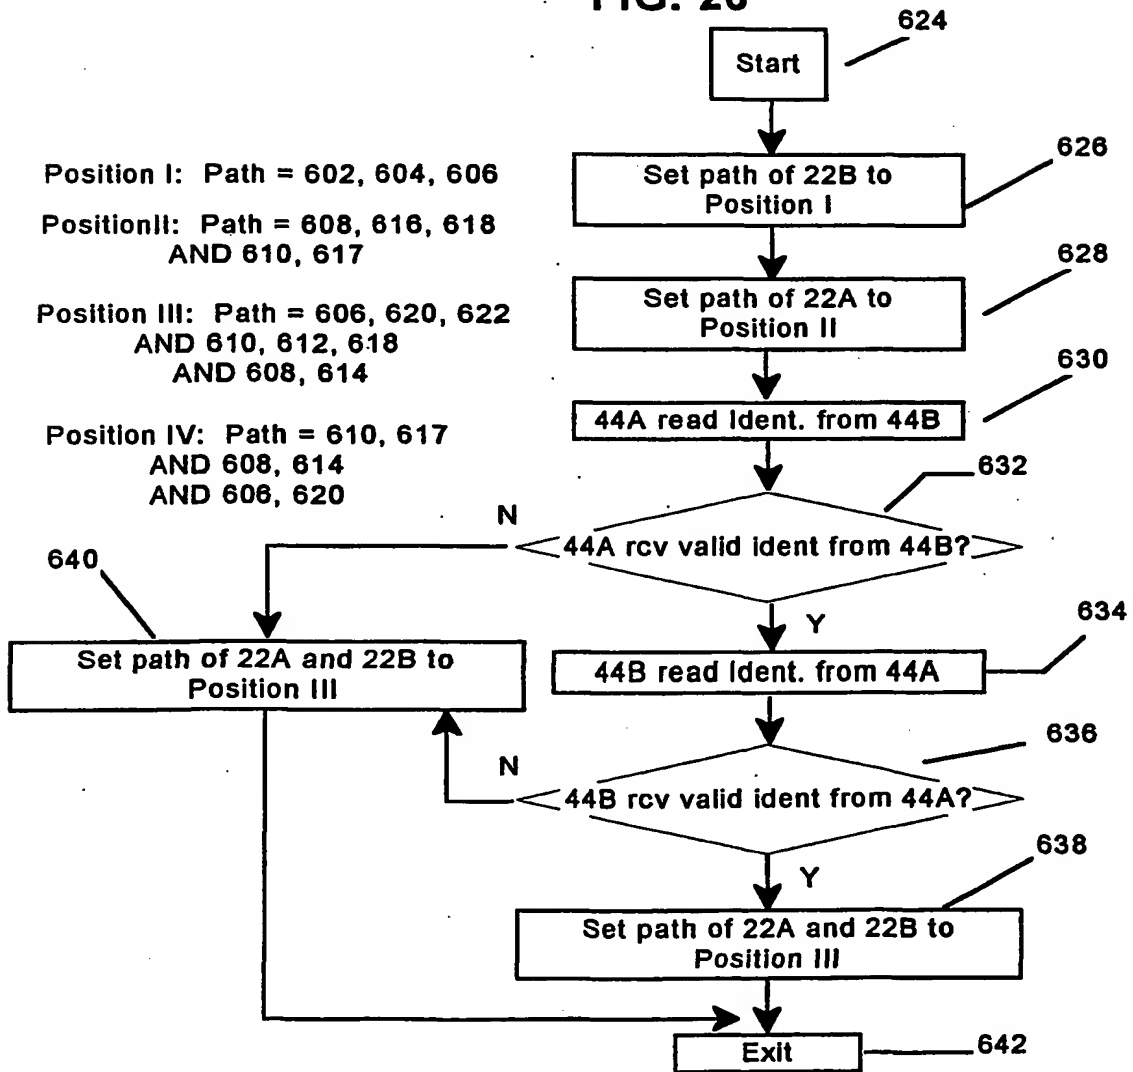 FIG. 26
624
Start
626
Set path of 22B to
Position I
628
Set path of 22A to
Position II
630
44A read Ident. from 44B
632
44A rcv valid ident from 44B?
N
Y
634
44B read Ident. from 44A
636
44B rcv valid ident from 44A?
N
Y
638
Set path of 22A and 22B to
Position III
640
Set path of 22A and 22B to
Position III
Exit
642
Position I: Path = 602, 604, 606
PositionII: Path = 608, 616, 618
AND 610, 617
Position III: Path = 606, 620, 622
AND 610, 612, 618
AND 608, 614
Position IV: Path = 610, 617
AND 608, 614
AND 606, 620